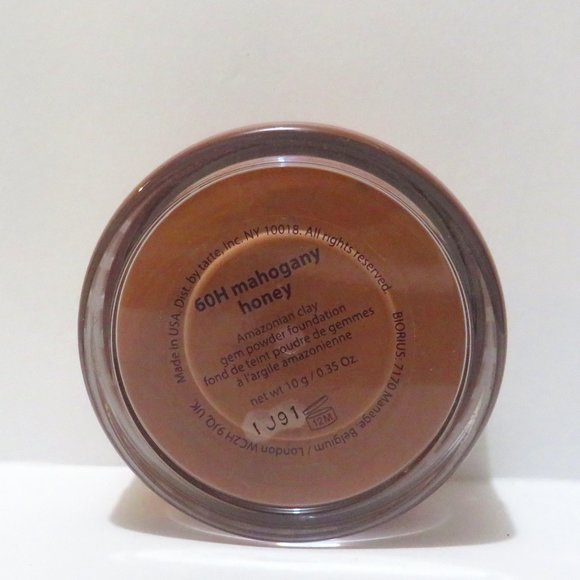 Made in USA. Dist. by tarte, inc. NY 10018. All rights reserved.
60H mahogany
honey
Amazonian clay
gem powder foundation
fond de teint poudre de gemmes
à l'argile amazonienne
net wt 10 g / 0.35 Oz
1J91
12M
BIORIUS: 7170 Manage, Belgium / London WC2H 9JQ, UK.